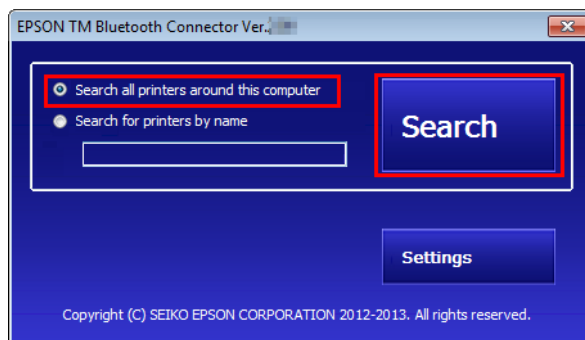 EPSON TM Bluetooth Connector Ver.
Search all printers around this computer
Search for printers by name
Search
Settings
Copyright (C) SEIKO EPSON CORPORATION 2012-2013. All rights reserved.